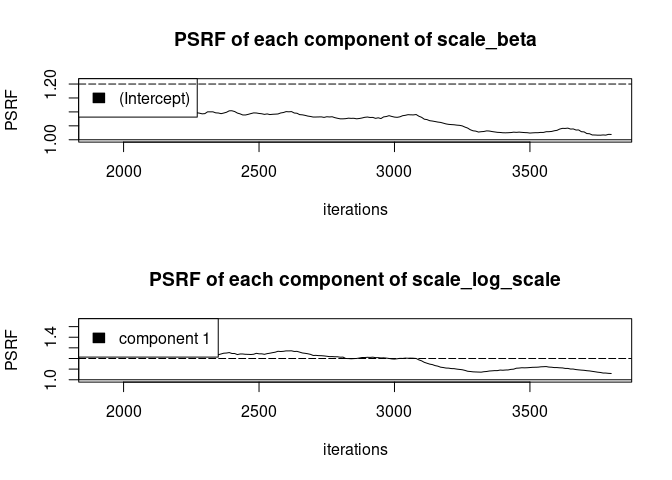 PSRF of each component of scale_beta
PSRF
1.00
1.20
(Intercept)
2000
2500
3000
3500
iterations
PSRF of each component of scale_log_scale
PSRF
1.0
1.4
component 1
2000
2500
3000
3500
iterations